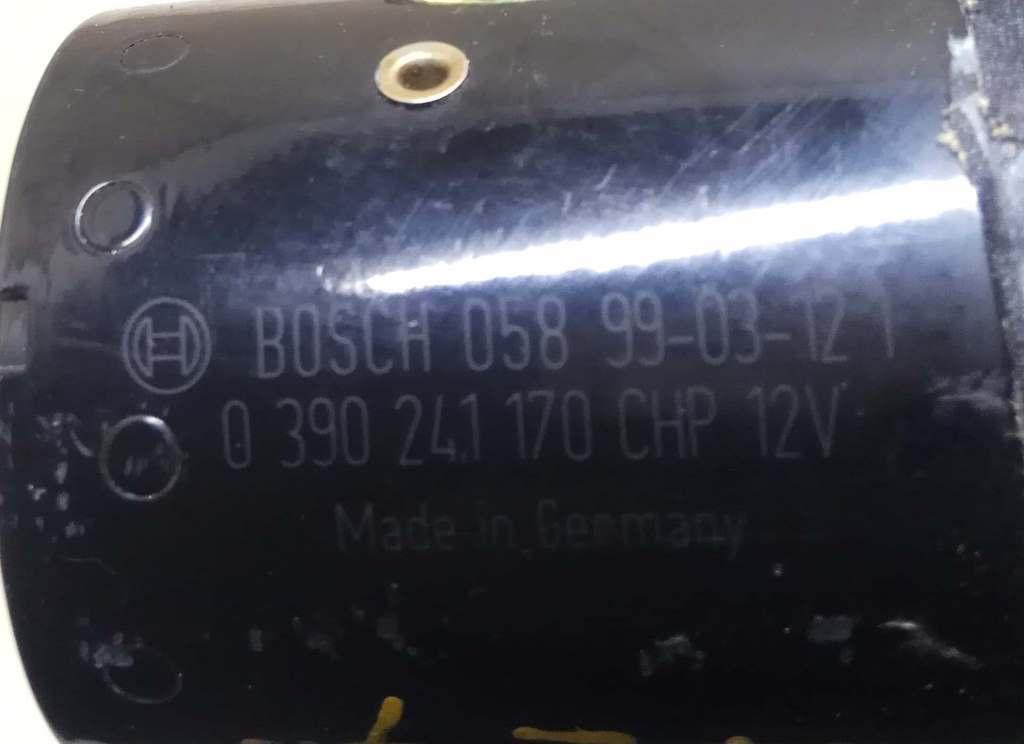 BOSCH 058 99-03-12 1
0 390 241 170 CHP 12V
Made in Germany